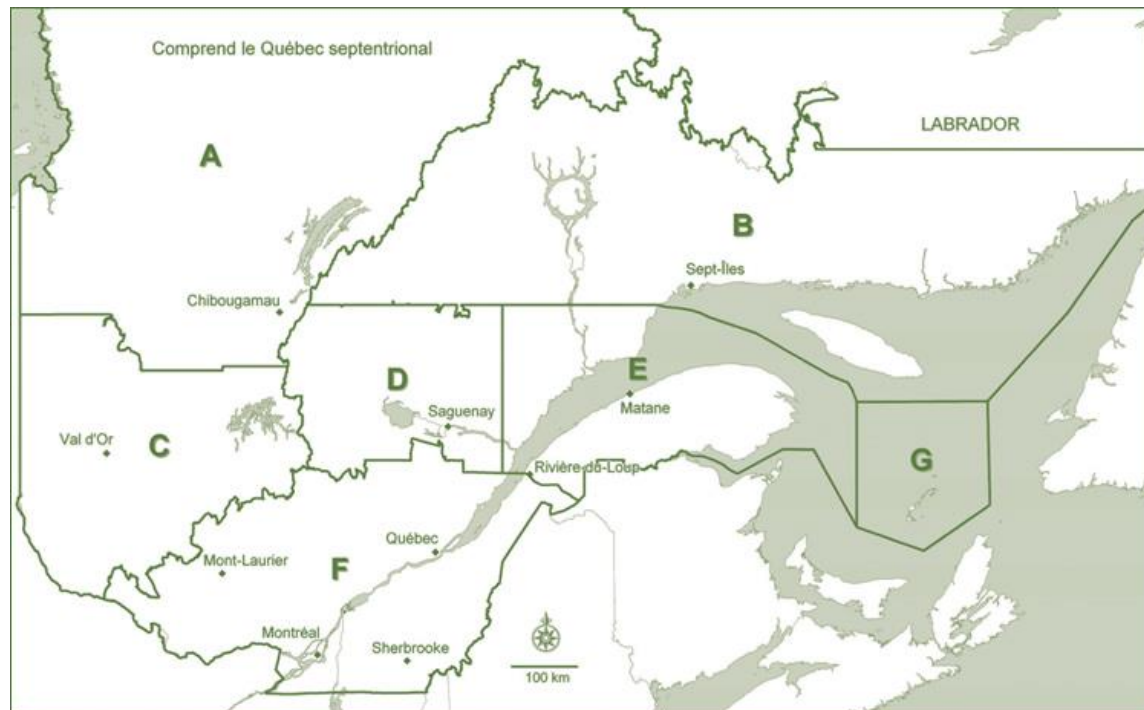 Comprend le Québec septentrional
LABRADOR
A
B
Sept-Îles
Chibougamau
E
D
Matane
Saguenay
Val d'Or
C
G
Rivière-du-Loup
Québec
Mont-Laurier
F
Montréal
Sherbrooke
100 km